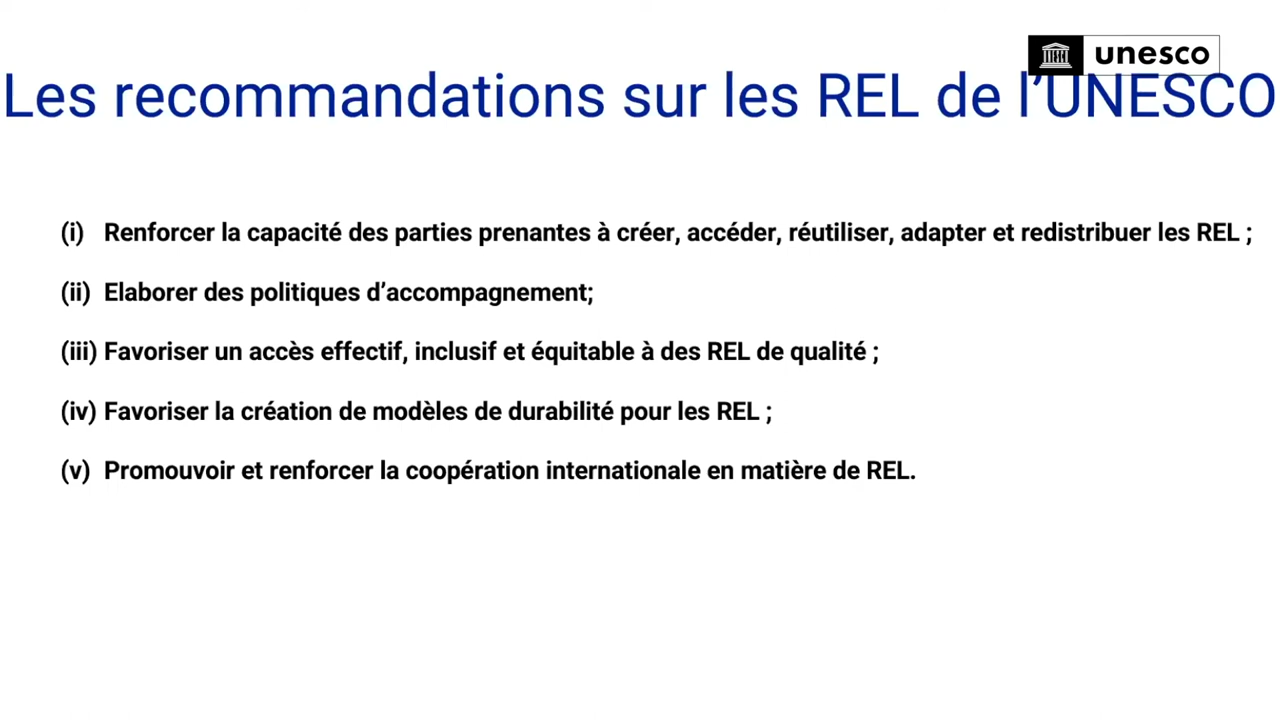 unesco
Les recommandations sur les REL de l’UNESCO
(i) Renforcer la capacité des parties prenantes à créer, accéder, réutiliser, adapter et redistribuer les REL ;
(ii) Elaborer des politiques d’accompagnement;
(iii) Favoriser un accès effectif, inclusif et équitable à des REL de qualité ;
(iv) Favoriser la création de modèles de durabilité pour les REL ;
(v) Promouvoir et renforcer la coopération internationale en matière de REL.